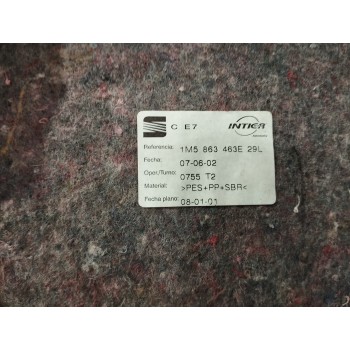 C E7 INTIER
Referencia: 1M5 863 463E 29L
Fecha: 07-06-02
Oper/Turno: 0755 T2
Material: >PES+PP+SBR<
Fecha plano: 08-01-01